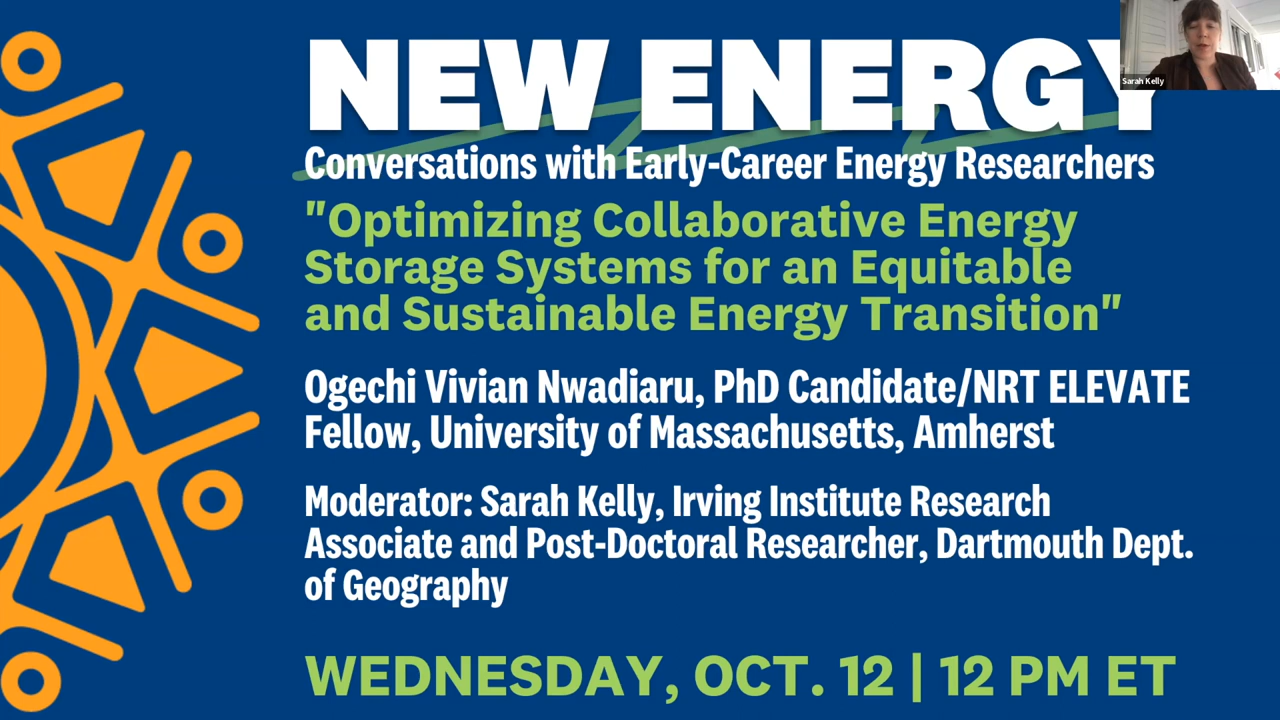 NEW ENERGY
Sarah Kelly
Conversations with Early-Career Energy Researchers
"Optimizing Collaborative Energy
Storage Systems for an Equitable
and Sustainable Energy Transition"
Ogechi Vivian Nwadiaru, PhD Candidate/NRT ELEVATE
Fellow, University of Massachusetts, Amherst
Moderator: Sarah Kelly, Irving Institute Research
Associate and Post-Doctoral Researcher, Dartmouth Dept.
of Geography
WEDNESDAY, OCT. 12 | 12 PM ET